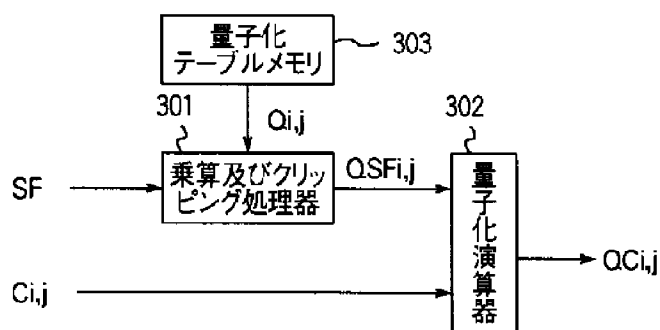 量子化
テーブルメモリ
303
301
Qi,j
302
SF
乗算及びクリッ
ピング処理器
QSFi,j
量子化演算器
QCi,j
Ci,j